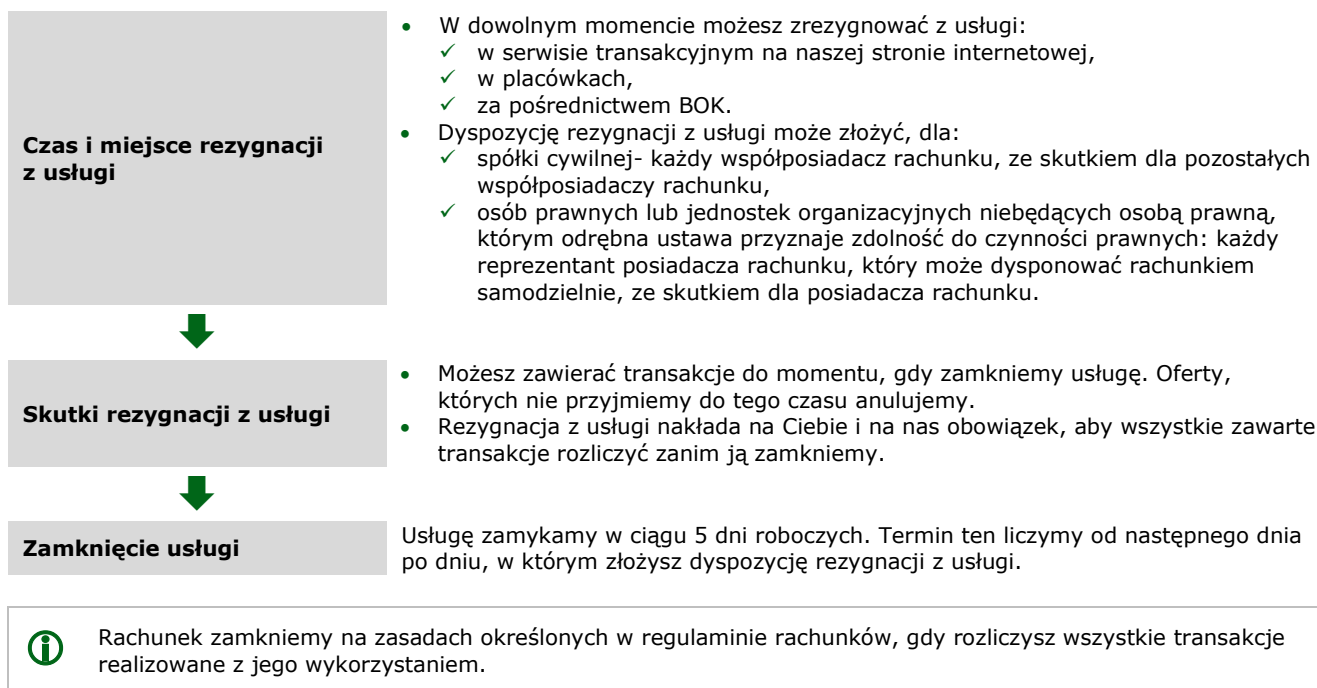 Czas i miejsce rezygnacji
z usługi
• W dowolnym momencie możesz zrezygnować z usługi:
✓ w serwisie transakcyjnym na naszej stronie internetowej,
✓ w placówkach,
✓ za pośrednictwem BOK.
• Dyspozycję rezygnacji z usługi może złożyć, dla:
✓ spółki cywilnej- każdy współposiadacz rachunku, ze skutkiem dla pozostałych
współposiadaczy rachunku,
✓ osób prawnych lub jednostek organizacyjnych niebędących osobą prawną,
którym odrębna ustawa przyznaje zdolność do czynności prawnych: każdy
reprezentant posiadacza rachunku, który może dysponować rachunkiem
samodzielnie, ze skutkiem dla posiadacza rachunku.
Skutki rezygnacji z usługi
• Możesz zawierać transakcje do momentu, gdy zamkniemy usługę. Oferty,
których nie przyjmiemy do tego czasu anulujemy.
• Rezygnacja z usługi nakłada na Ciebie i na nas obowiązek, aby wszystkie zawarte
transakcje rozliczyć zanim ją zamkniemy.
Zamknięcie usługi
Usługę zamykamy w ciągu 5 dni roboczych. Termin ten liczymy od następnego dnia
po dniu, w którym złożysz dyspozycję rezygnacji z usługi.
Rachunek zamkniemy na zasadach określonych w regulaminie rachunków, gdy rozliczysz wszystkie transakcje
realizowane z jego wykorzystaniem.